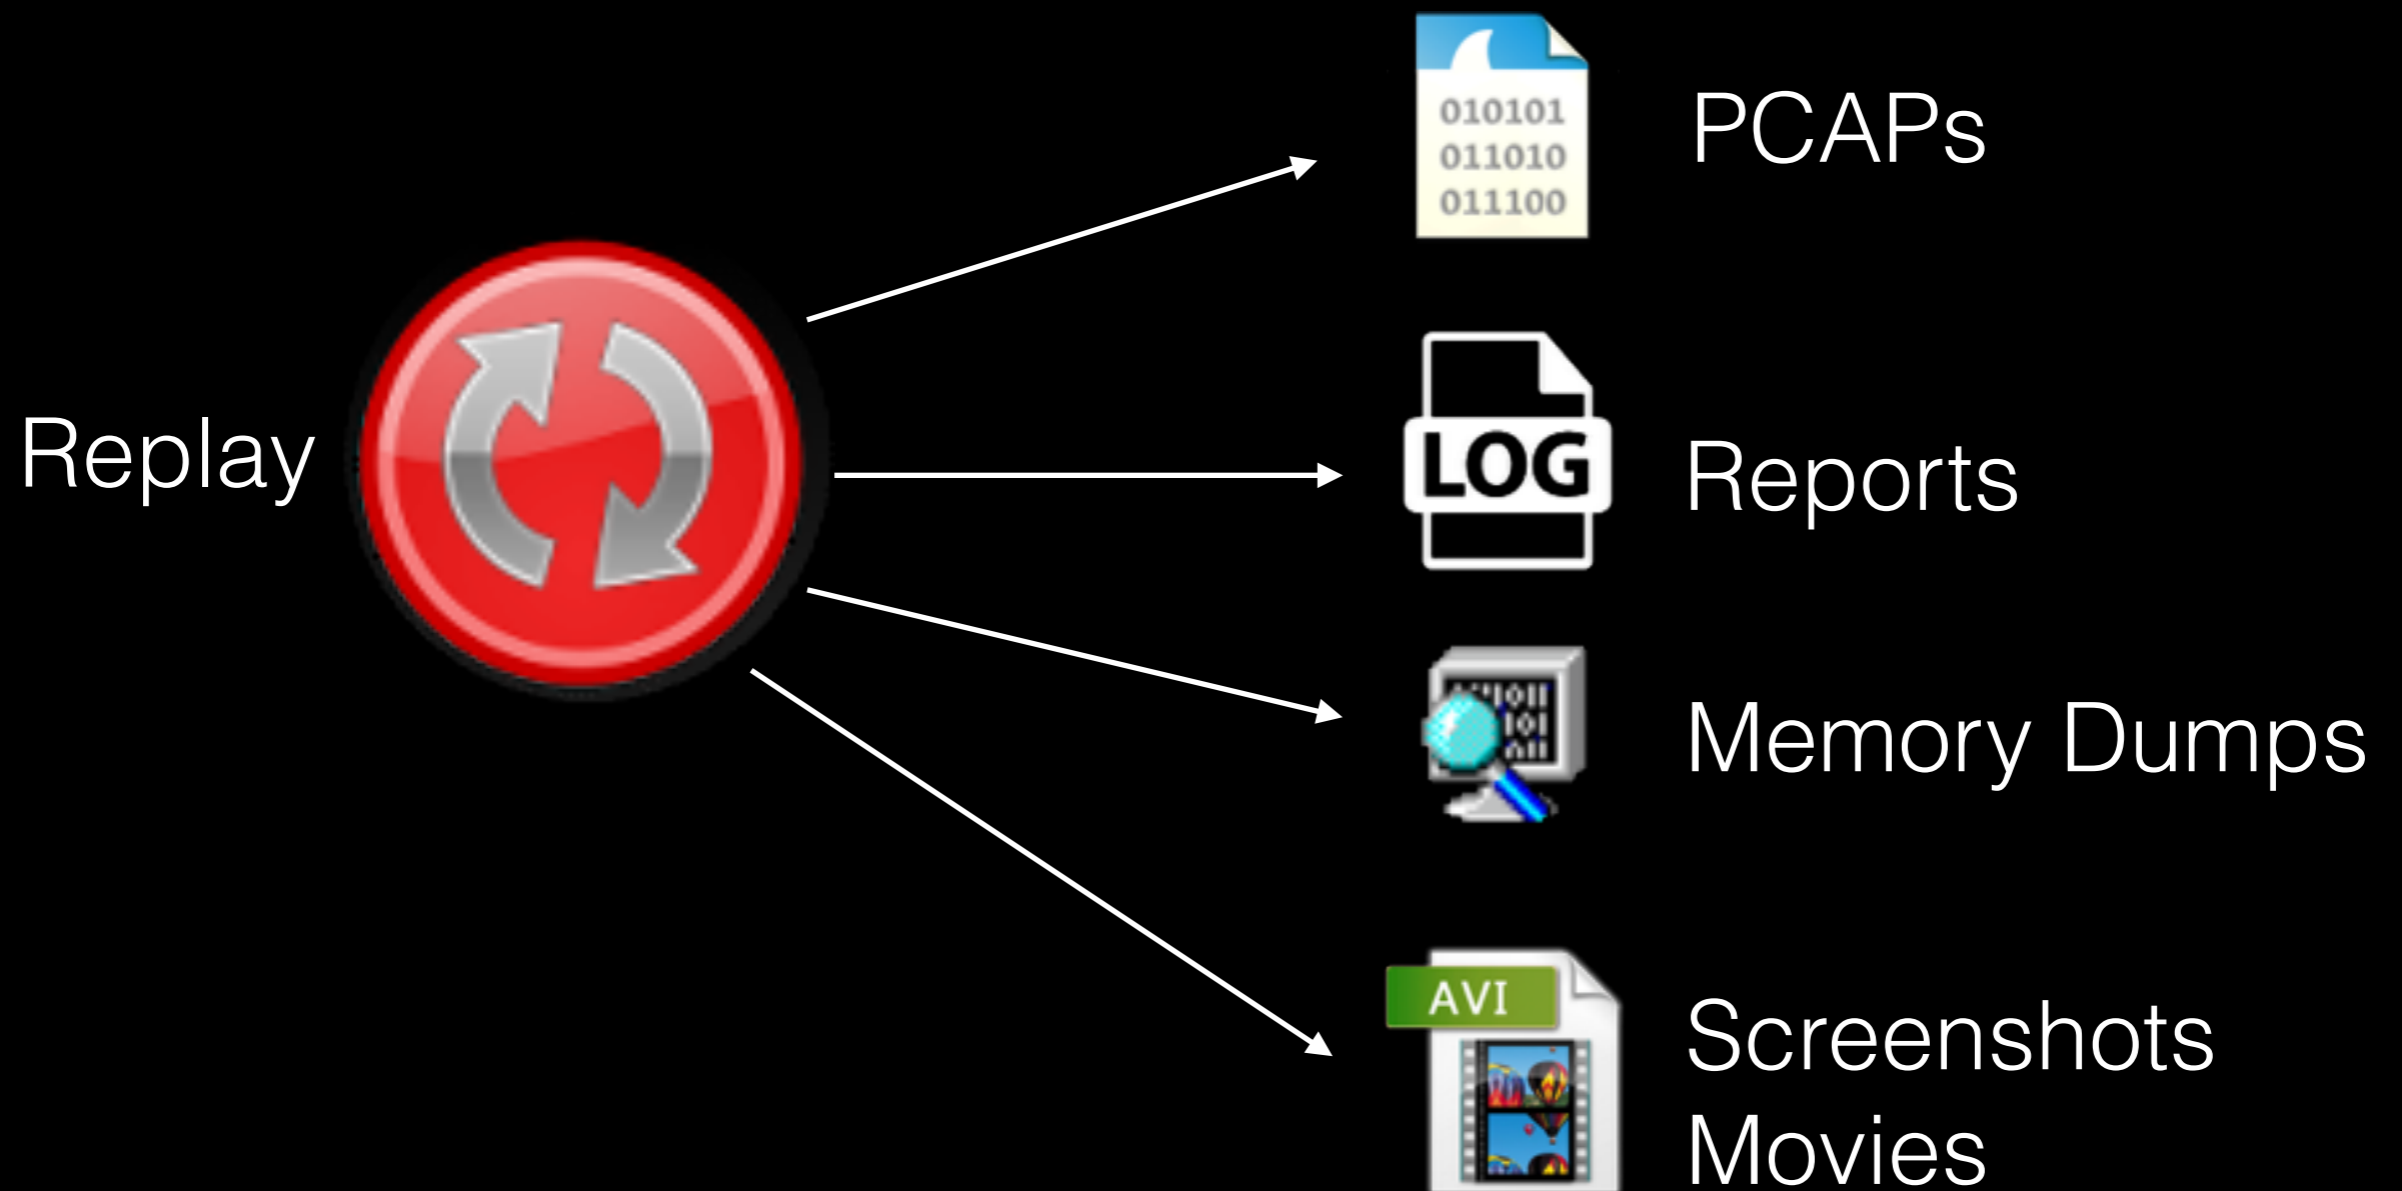 Replay
010101
011010
011100
PCAPs
LOG
Reports
Memory Dumps
AVI
Screenshots
Movies